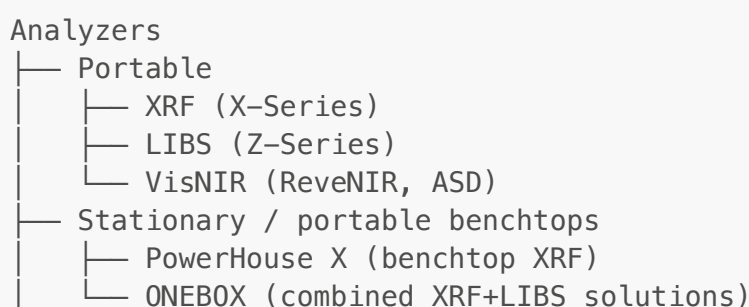 Analyzers
├── Portable
│   ├── XRF (X–Series)
│   ├── LIBS (Z–Series)
│   └── VisNIR (ReveNIR, ASD)
├── Stationary / portable benchtops
│   ├── PowerHouse X (benchtop XRF)
│   └── ONEBOX (combined XRF+LIBS solutions)